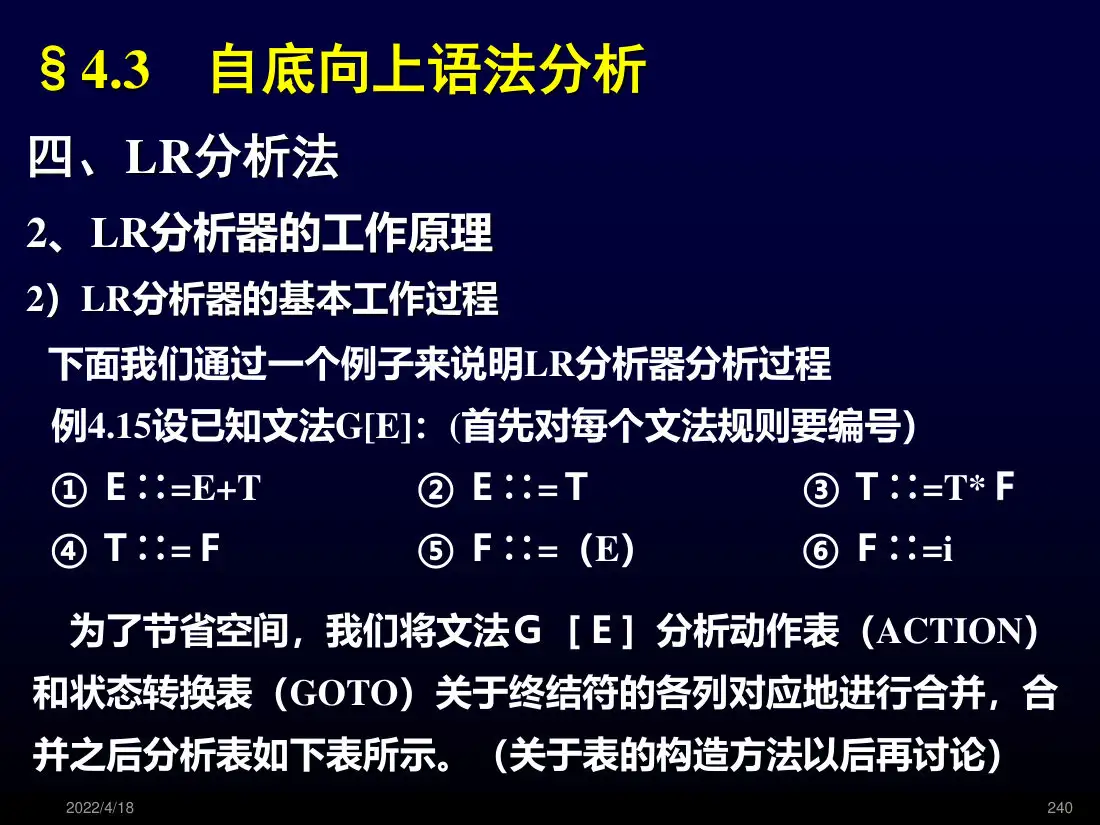 §4.3 自底向上语法分析
四、LR分析法
2、LR分析器的工作原理
2）LR分析器的基本工作过程
下面我们通过一个例子来说明LR分析器分析过程
例4.15设已知文法G[E]：(首先对每个文法规则要编号）
① E ∷=E+T ② E ∷= T ③ T ∷=T* F
④ T ∷= F ⑤ F ∷=（E） ⑥ F ∷=i
为了节省空间，我们将文法G［E］分析动作表（ACTION）
和状态转换表（GOTO）关于终结符的各列对应地进行合并，合
并之后分析表如下表所示。（关于表的构造方法以后再讨论）
2022/4/18 240